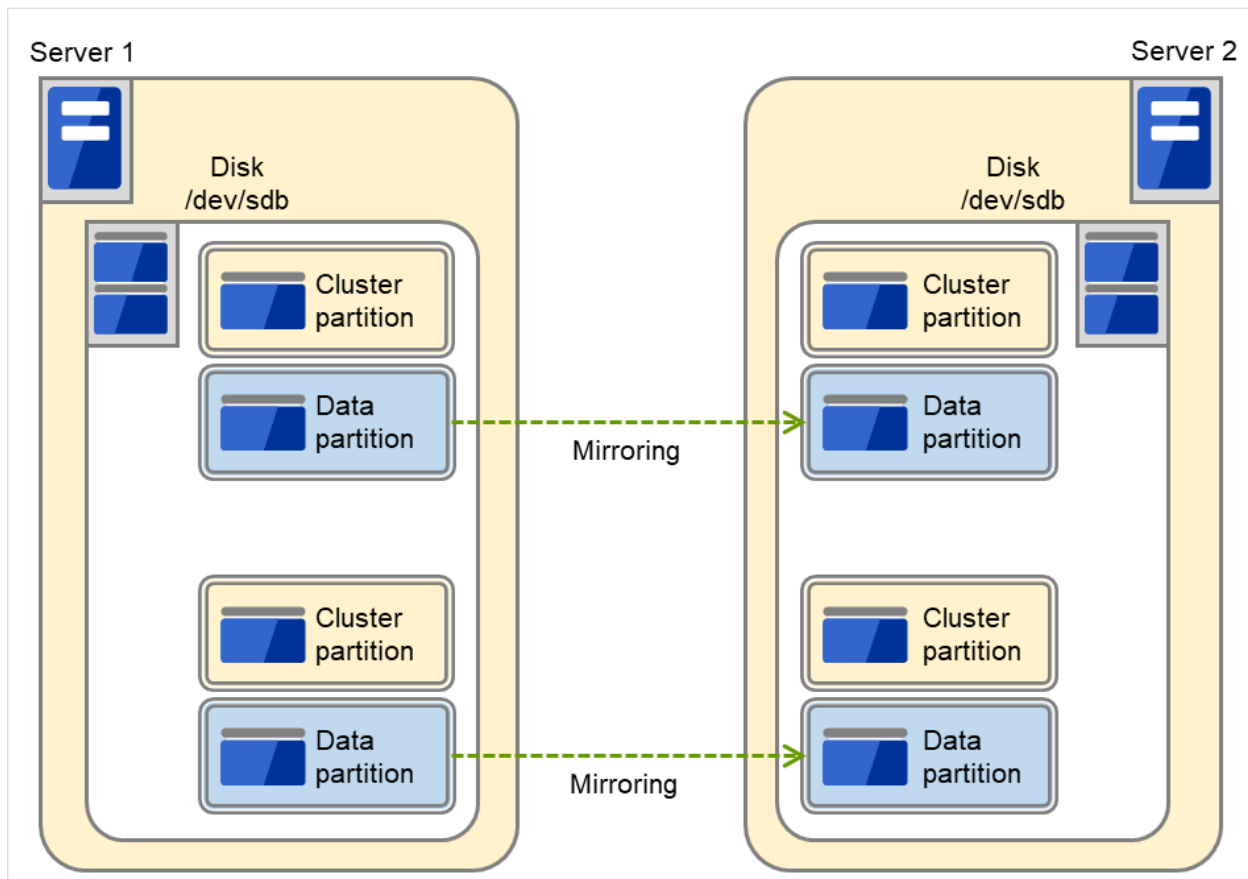 Server 1
Server 2
Disk
/dev/sdb
Disk
/dev/sdb
Cluster
partition
Cluster
partition
Data
partition
Mirroring
Data
partition
Cluster
partition
Cluster
partition
Data
partition
Mirroring
Data
partition